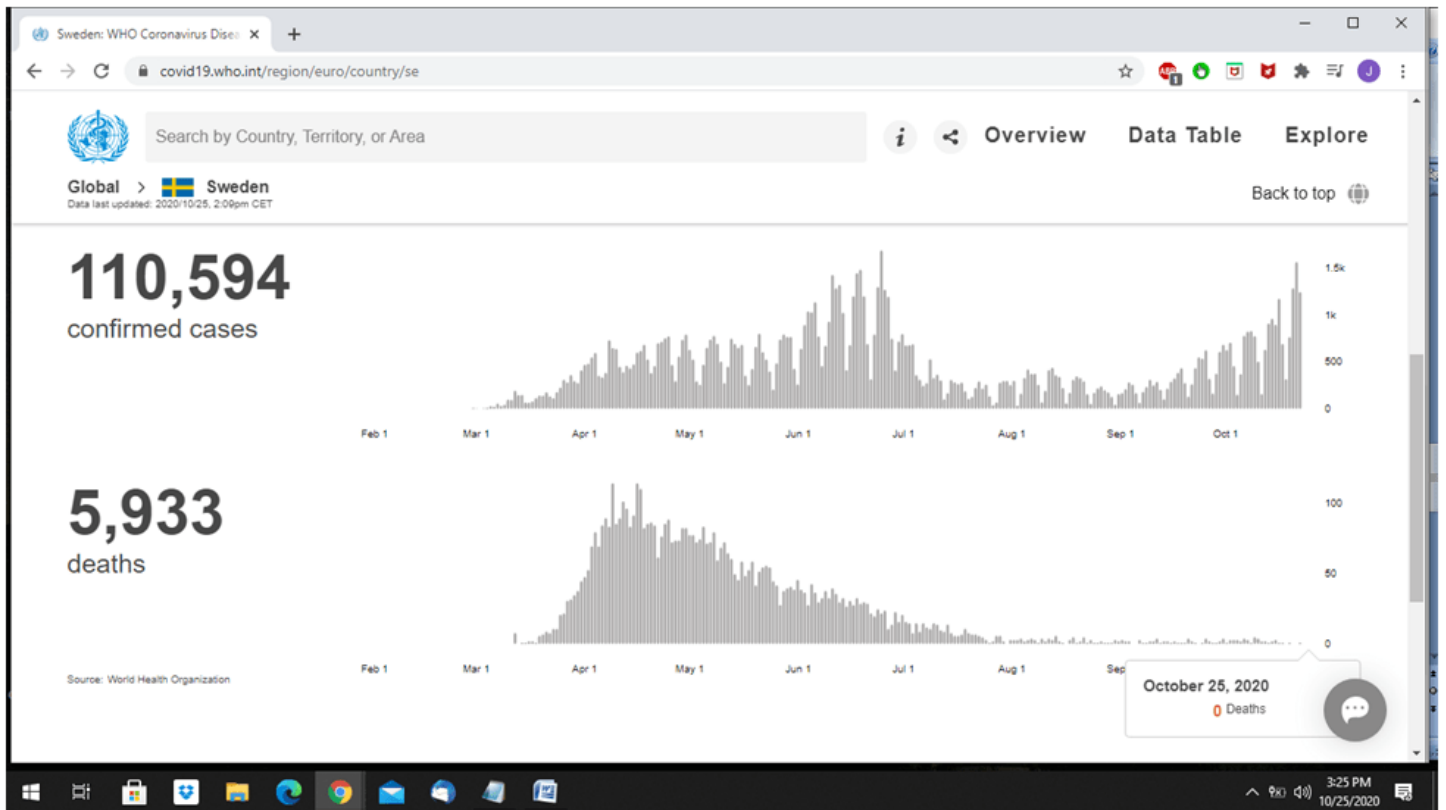 Sweden: WHO Coronavirus Disea
covid19.who.int/region/euro/country/se
ABP
1
J
Search by Country, Territory, or Area
i
Overview
Data Table
Explore
Global > Sweden
Data last updated: 2020/10/25, 2:09pm CET
Back to top
110,594
confirmed cases
1.5k
1k
500
0
Feb 1 Mar 1 Apr 1 May 1 Jun 1 Jul 1 Aug 1 Sep 1 Oct 1
5,933
deaths
100
50
0
Feb 1 Mar 1 Apr 1 May 1 Jun 1 Jul 1 Aug 1 Sep
Source: World Health Organization
October 25, 2020
0 Deaths
3:25 PM
10/25/2020